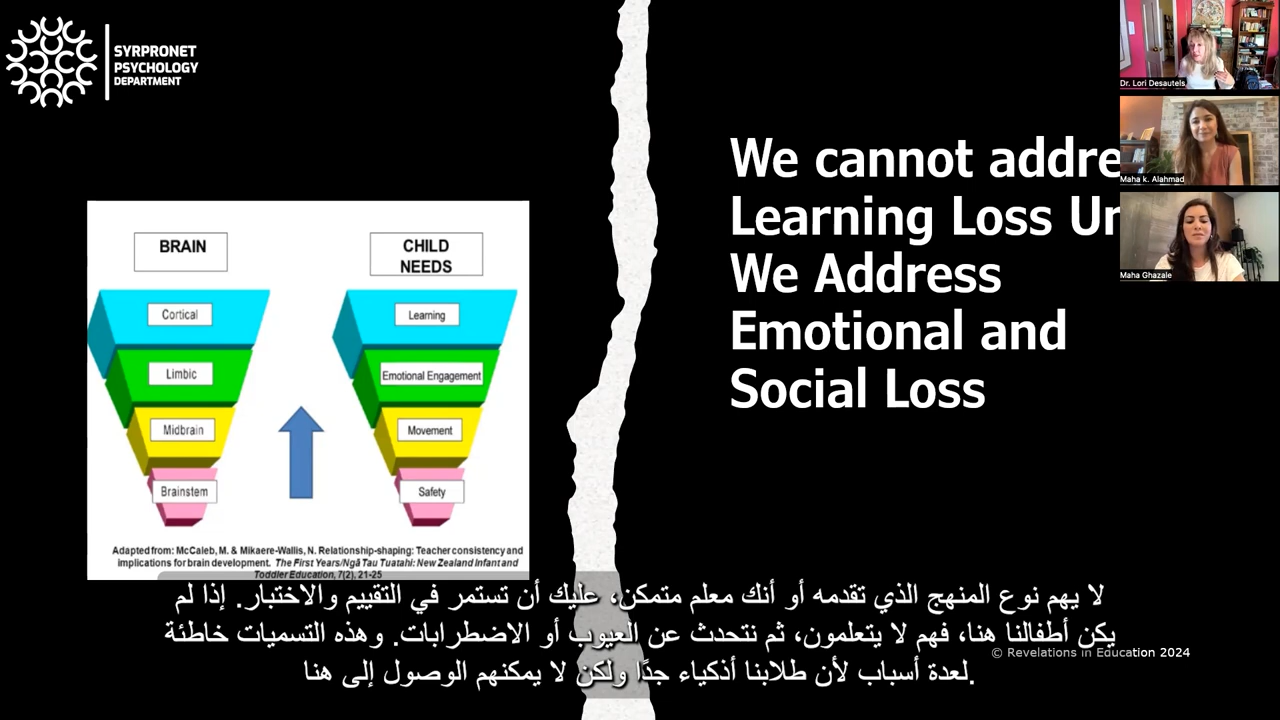 SYRPRONET
PSYCHOLOGY
DEPARTMENT
BRAIN
CHILD
NEEDS
Cortical
Learning
Limbic
Emotional Engagement
Midbrain
Movement
Brainstem
Safety
Adapted from: McCaleb, M. & Mikaere-Wallis, N. Relationship-shaping: Teacher consistency and
implications for brain development. The First Years/Ngā Tau Tuatahi: New Zealand Infant and
Toddler Education, 7(2), 21-25
We cannot addre
Learning Loss Un
We Address
Emotional and
Social Loss
Dr. Lori Desautels
Maha k. Alahmad
Maha Ghazale
لا يهم نوع المنهج الذي تقدمه أو أنك معلم متمكن، عليك أن تستمر في التقييم والاختبار. إذا لم
يكن أطفالنا هنا، فهم لا يتعلمون، ثم نتحدث عن العيوب أو الاضطرابات. وهذه التسميات خاطئة
لعدة أسباب لأن طلابنا أذكياء جدًا ولكن لا يمكنهم الوصول إلى هنا.
© Revelations in Education 2024